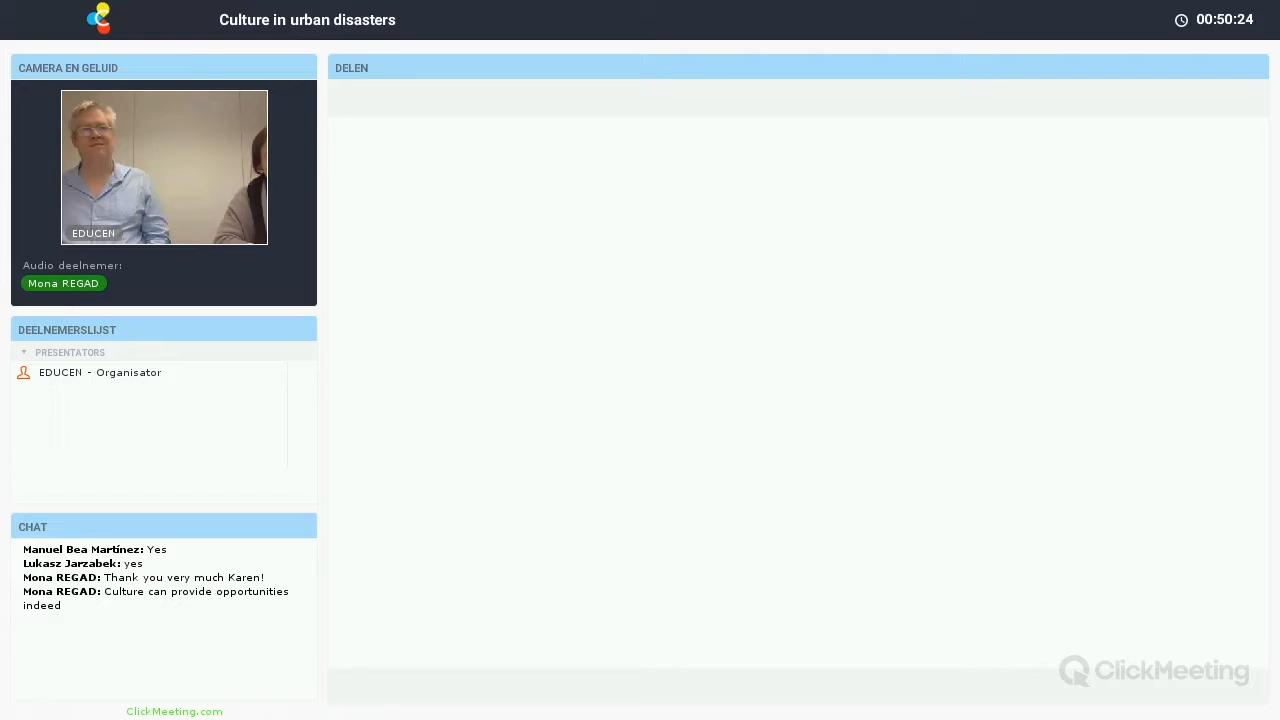 Culture in urban disasters
00:50:24
CAMERA EN GELUID
EDUCEN
Audio deelnemer:
Mona REGAD
DEELNEMERSLIJST
PRESENTATORS
EDUCEN - Organisator
CHAT
Manuel Bea Martínez: Yes
Lukasz Jarzabek: yes
Mona REGAD: Thank you very much Karen!
Mona REGAD: Culture can provide opportunities
indeed
ClickMeeting.com
DELEN
ClickMeeting